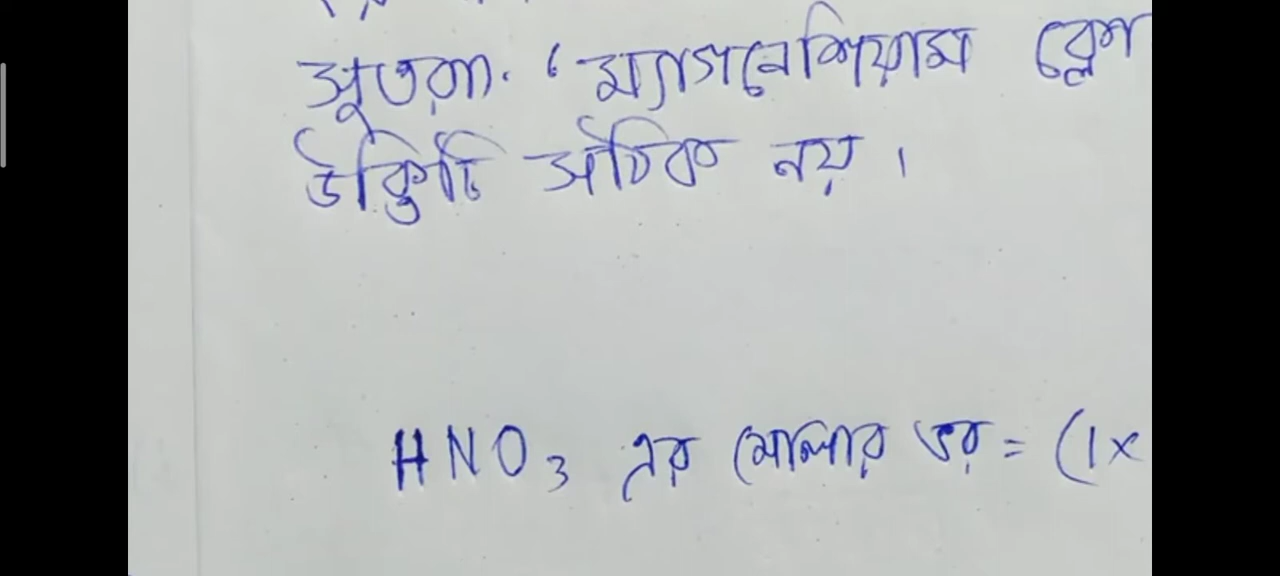 সুতরাং 'ম্যাগনেশিয়াম ক্লো
উক্তিটি সঠিক নয়।
HNO₃ এর মোলার ভর = (1×